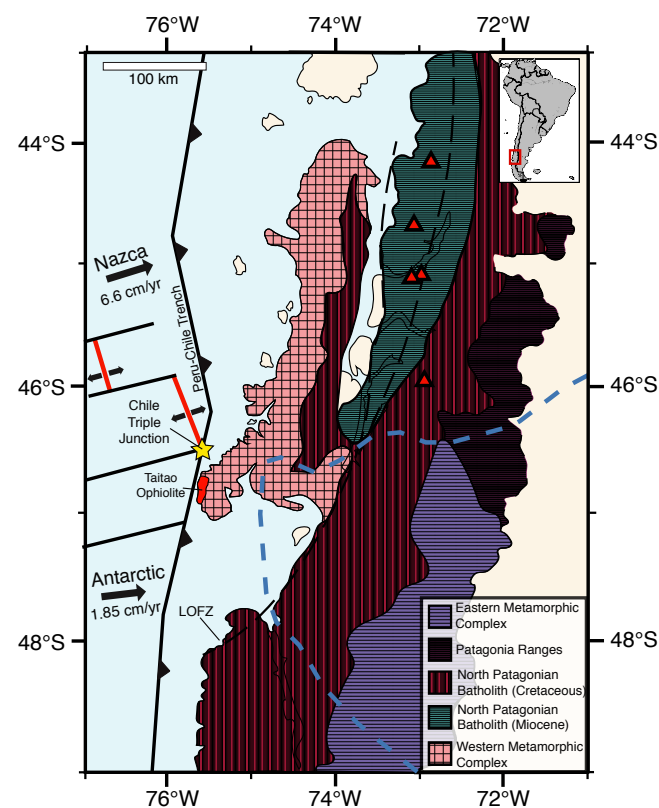 76°W
74°W
72°W
100 km
44°S
44°S
Nazca
6.6 cm/yr
Peru-Chile Trench
46°S
46°S
Chile
Triple
Junction
Taitao
Ophiolite
Antarctic
1.85 cm/yr
LOFZ
48°S
48°S
Eastern Metamorphic
Complex
Patagonia Ranges
North Patagonian
Batholith (Cretaceous)
North Patagonian
Batholith (Miocene)
Western Metamorphic
Complex
76°W
74°W
72°W